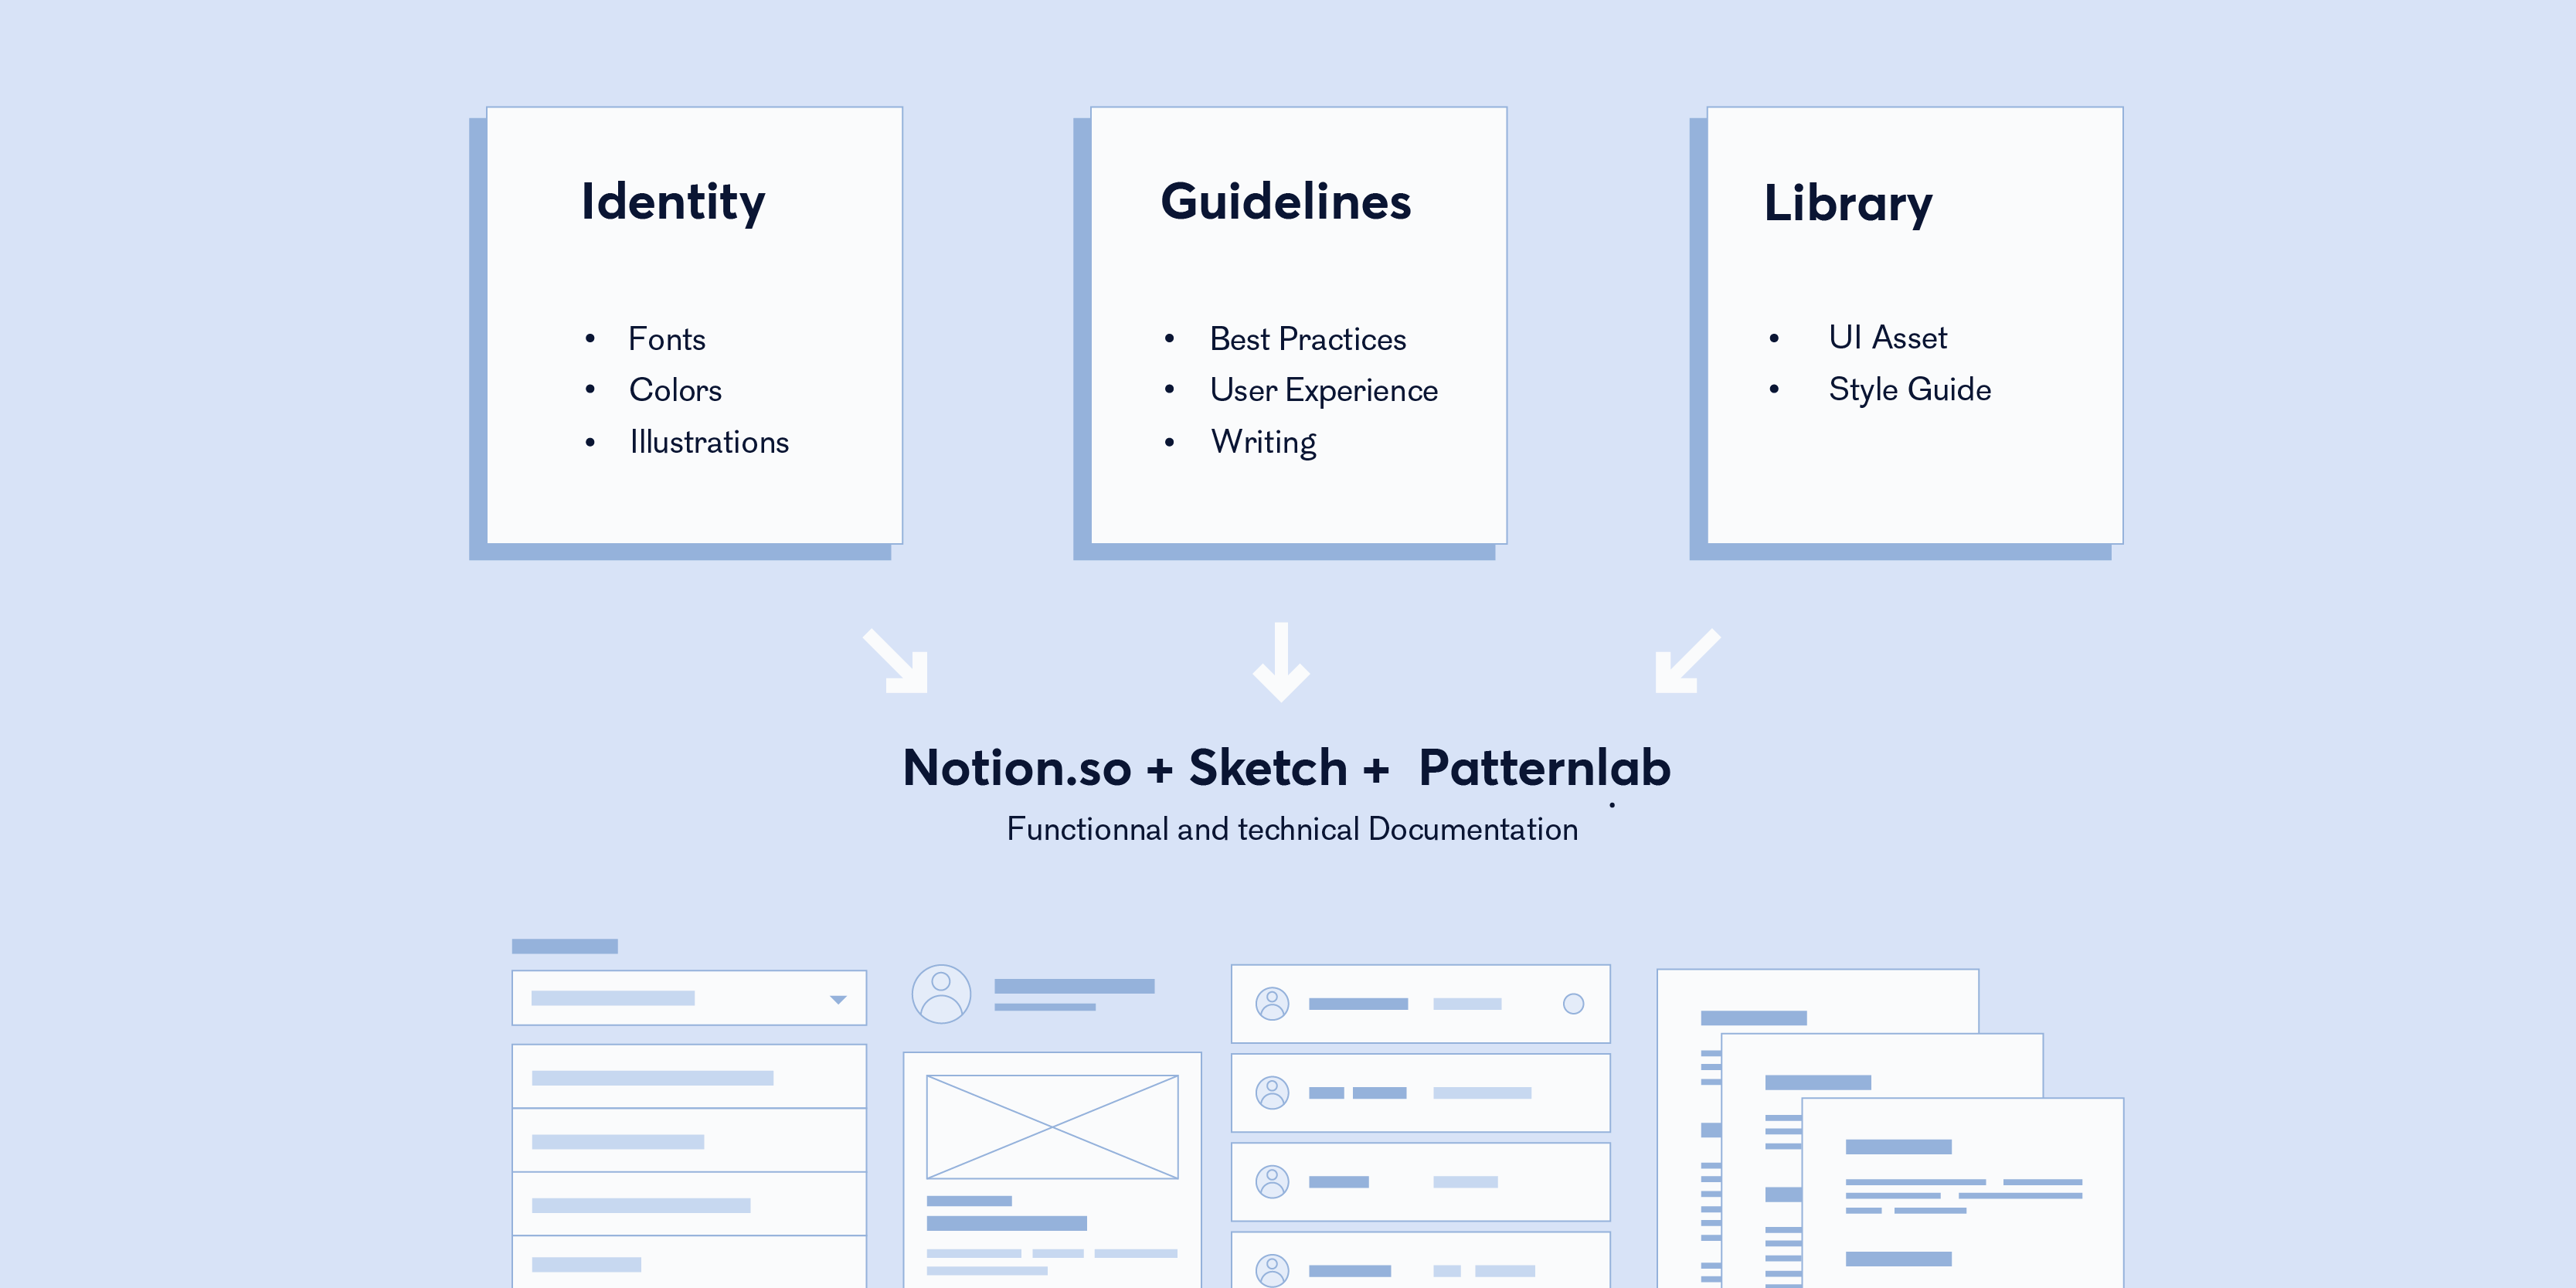 Identity
• Fonts
• Colors
• Illustrations
Guidelines
• Best Practices
• User Experience
• Writing
Library
• UI Asset
• Style Guide
Notion.so + Sketch + Patternlab
Functionnal and technical Documentation